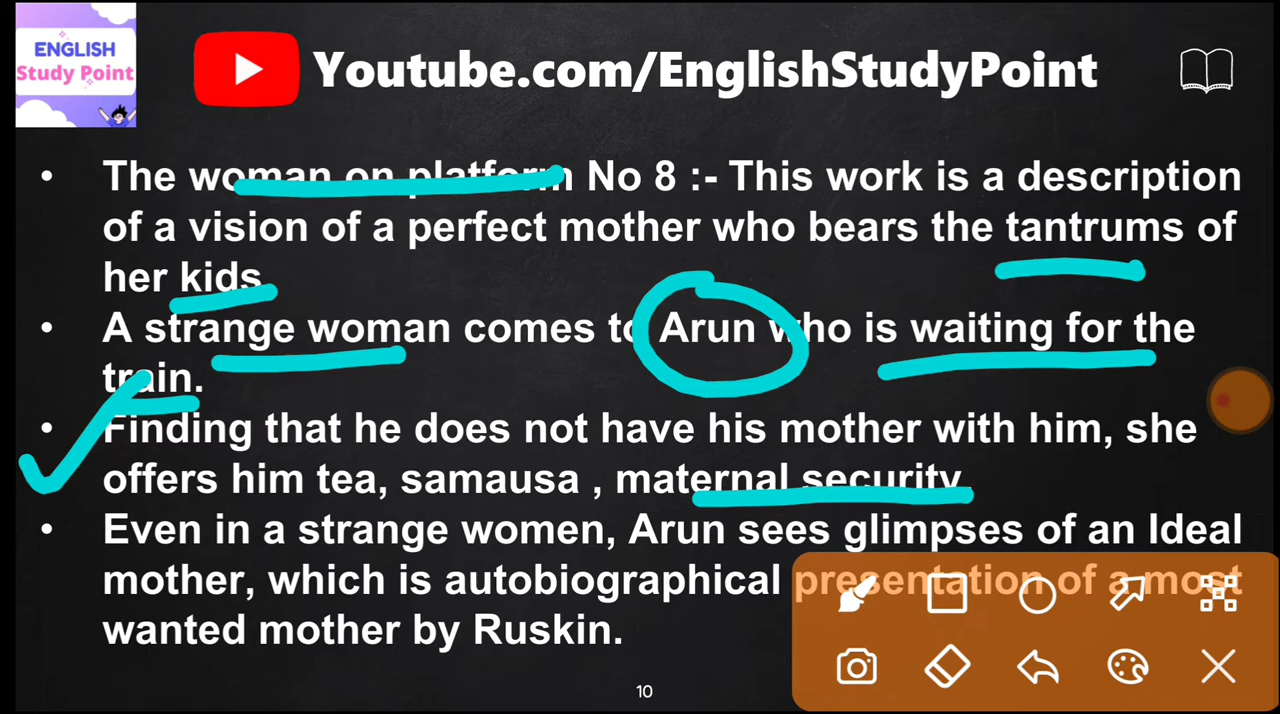 ENGLISH
Study Point
Youtube.com/EnglishStudyPoint
• The woman on platform No 8 :- This work is a description
of a vision of a perfect mother who bears the tantrums of
her kids
• A strange woman comes to Arun who is waiting for the
train.
• Finding that he does not have his mother with him, she
offers him tea, samausa , maternal security
• Even in a strange women, Arun sees glimpses of an Ideal
mother, which is autobiographical presentation of a most
wanted mother by Ruskin.
10